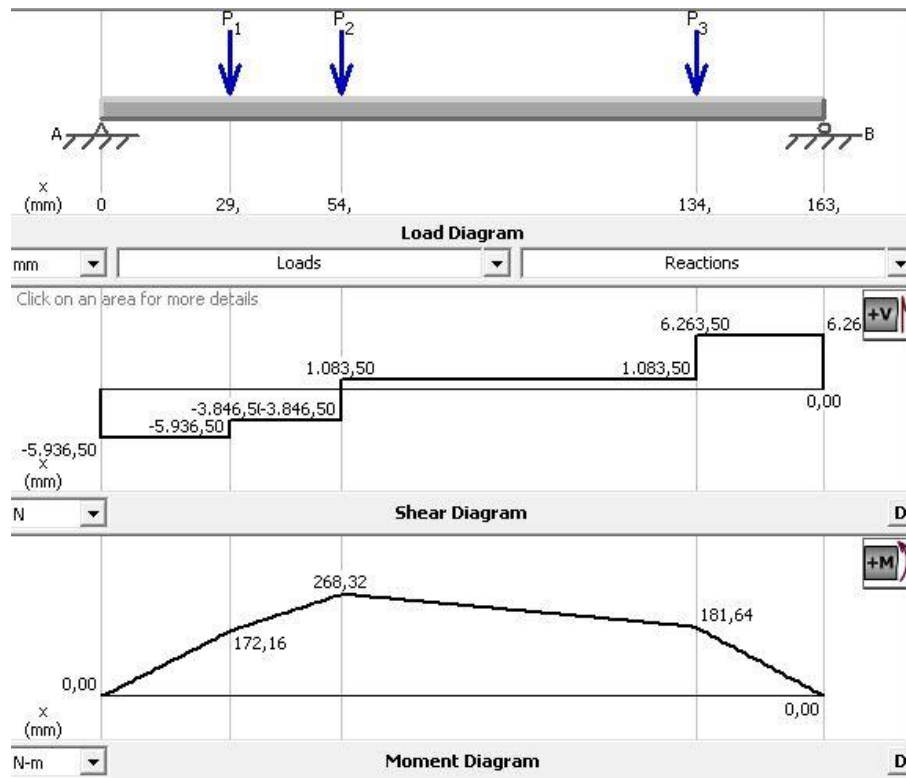 P1 P2 P3
A B
x
(mm) 0 29, 54, 134, 163,
Load Diagram
mm Loads Reactions
Click on an area for more details
+V
6.263,50 6.26
1.083,50 1.083,50
-3.846,5(-3.846,50
-5.936,50 0,00
-5.936,50
x
(mm)
N Shear Diagram D
+M
268,32
181,64
172,16
0,00
0,00
x
(mm)
N-m Moment Diagram D